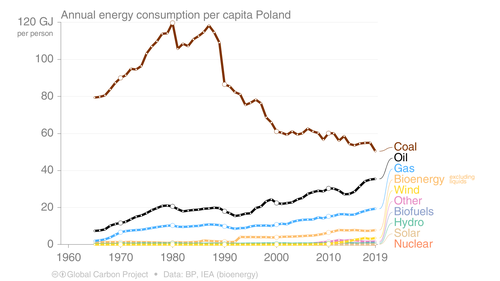 Annual energy consumption per capita Poland
120 GJ
per person
100
80
60
40
20
0
1960 1970 1980 1990 2000 2010 2019
Coal
Oil
Gas
Bioenergy excluding liquids
Wind
Other
Biofuels
Hydro
Solar
Nuclear
Global Carbon Project • Data: BP, IEA (bioenergy)